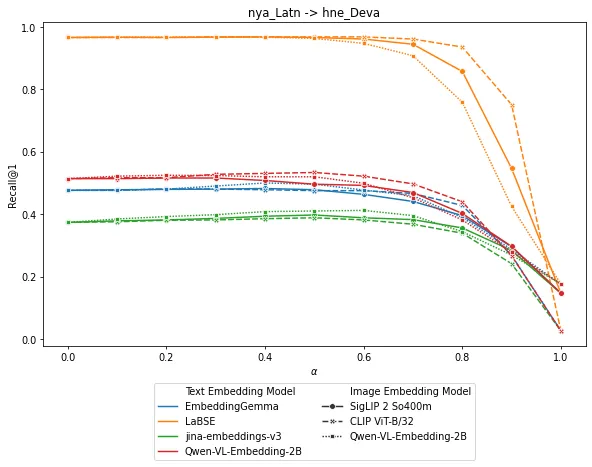 nya_Latn -> hne_Deva
Recall@1
1.0
0.8
0.6
0.4
0.2
0.0
0.0 0.2 0.4 0.6 0.8 1.0
α
Text Embedding Model Image Embedding Model
EmbeddingGemma SigLIP 2 So400m
LaBSE CLIP ViT-B/32
jina-embeddings-v3 Qwen-VL-Embedding-2B
Qwen-VL-Embedding-2B